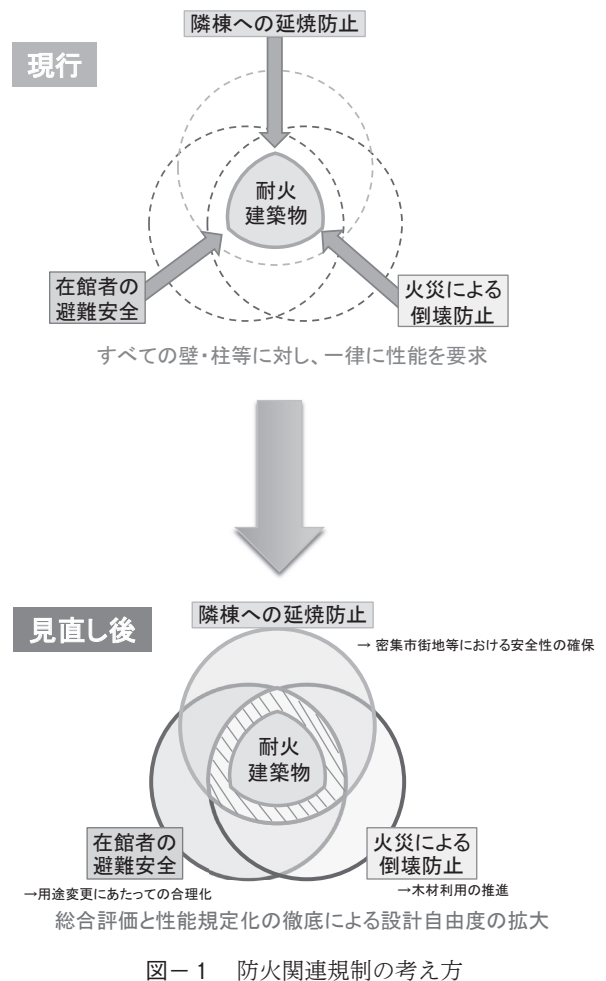 隣棟への延焼防止
現行
耐火
建築物
在館者の
避難安全
火災による
倒壊防止
すべての壁・柱等に対し、一律に性能を要求
隣棟への延焼防止
見直し後
→ 密集市街地等における安全性の確保
耐火
建築物
在館者の
避難安全
火災による
倒壊防止
→用途変更にあたっての合理化
→木材利用の推進
総合評価と性能規定化の徹底による設計自由度の拡大
図－1 防火関連規制の考え方